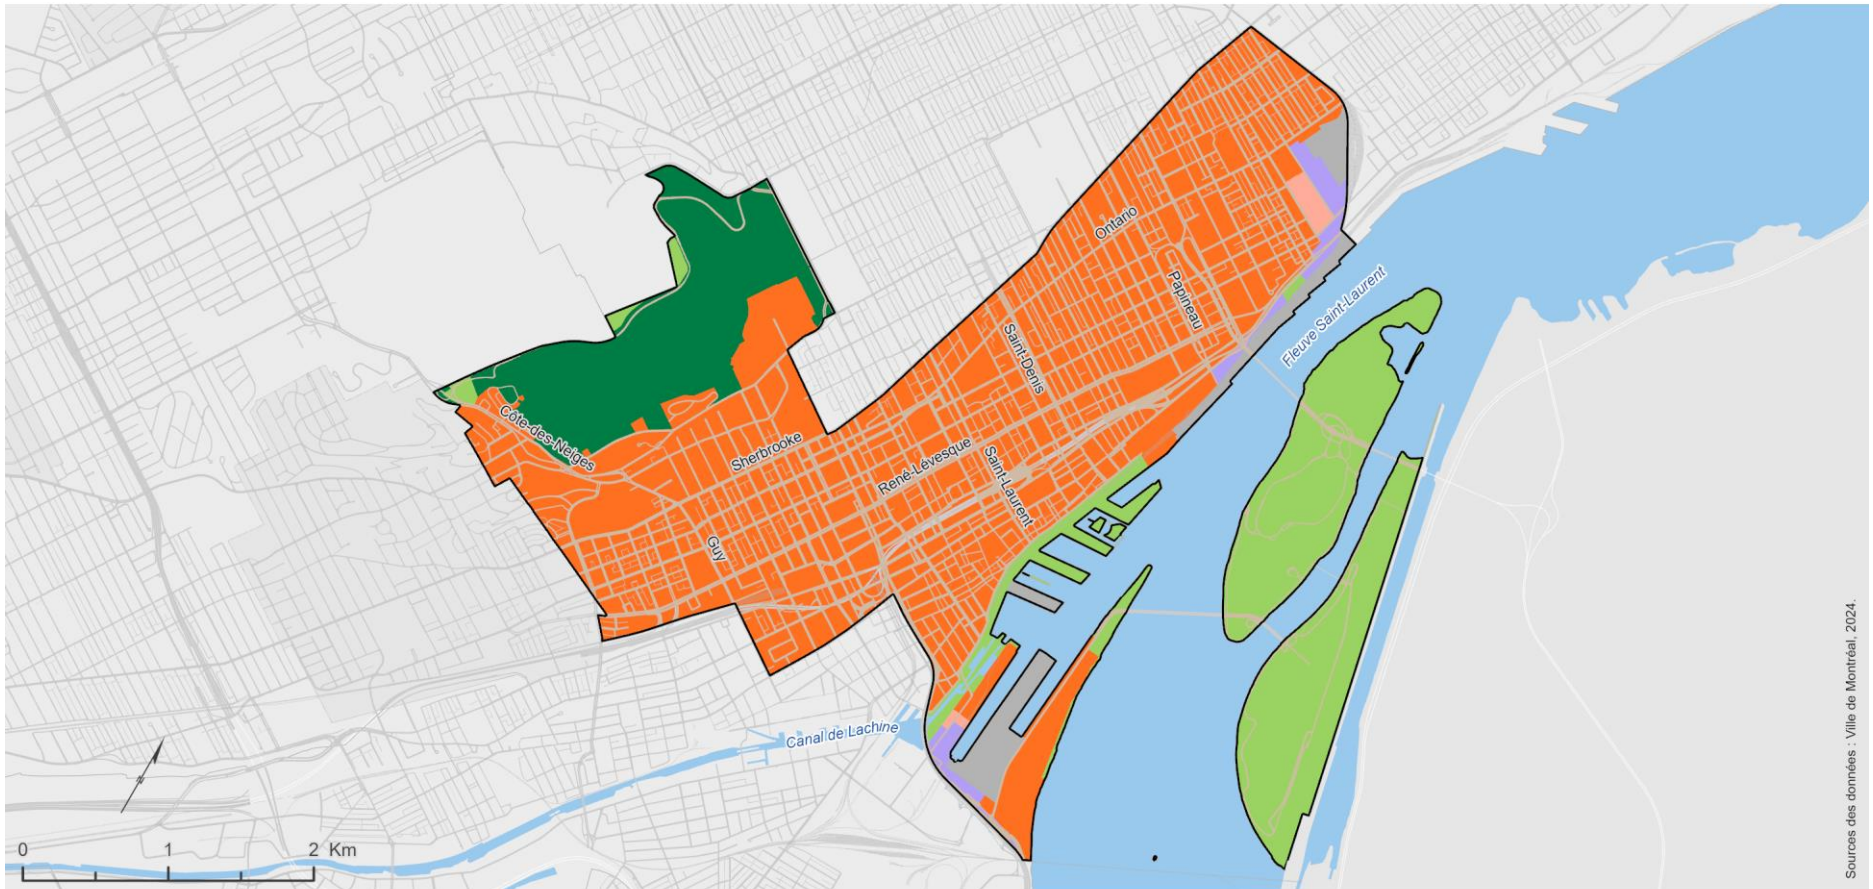 Ontario
Papineau
Fleuve Saint-Laurent
Saint-Denis
Côte-des-Neiges
Sherbrooke
René-Lévesque
Saint-Laurent
Guy
Canal de Lachine
N
0 1 2 Km
Sources des données : Ville de Montréal, 2024.